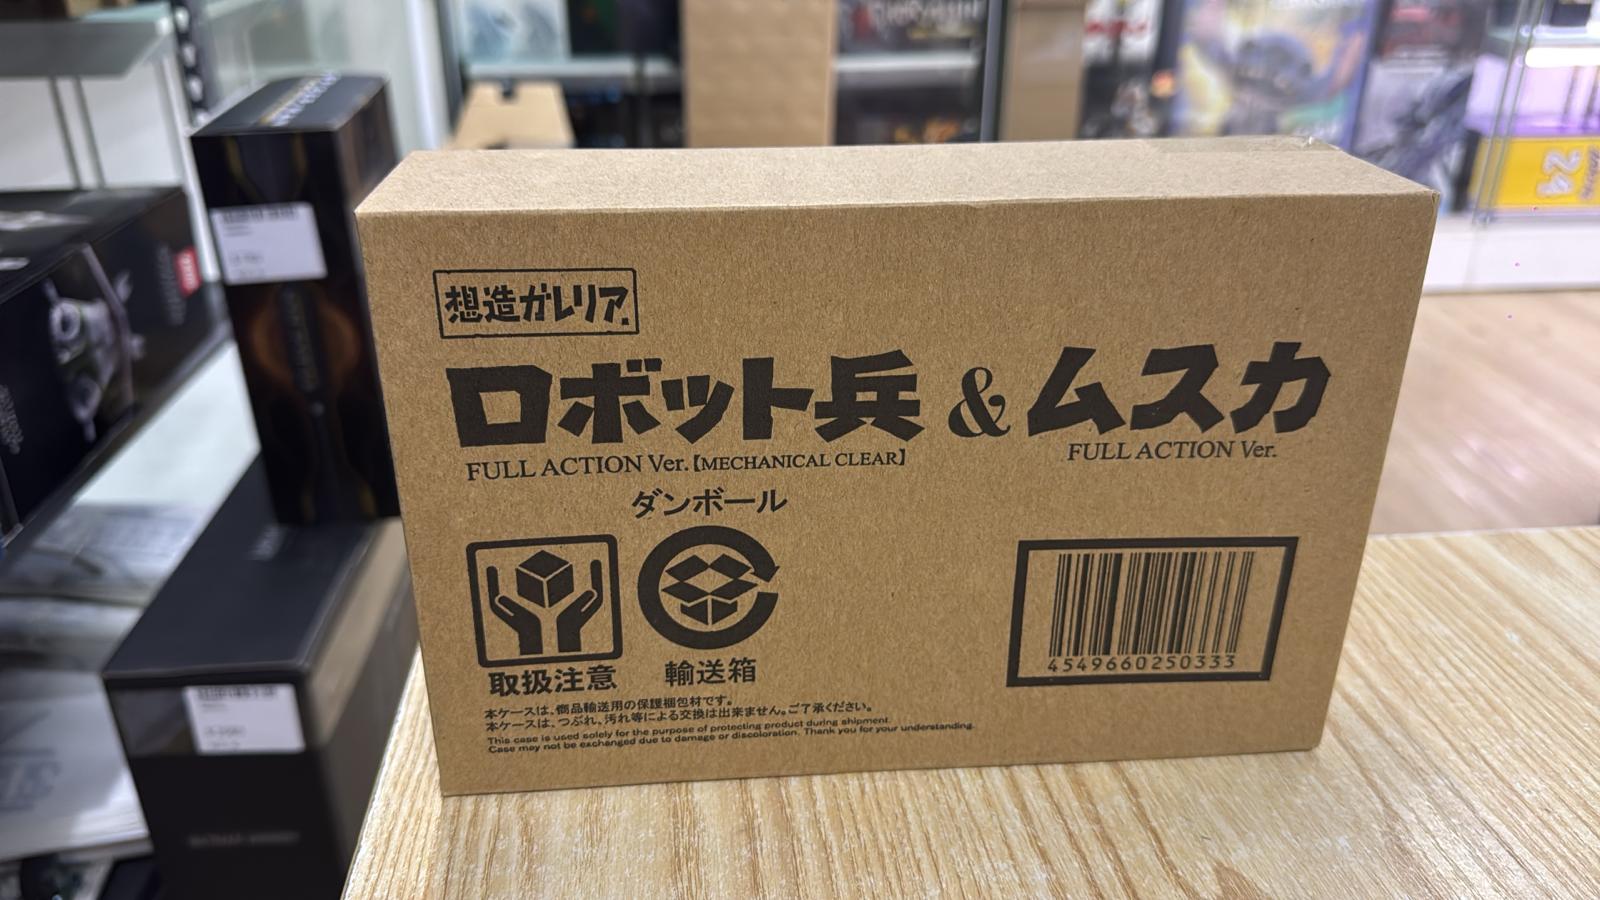 想造ガレリア
ロボット兵 & ムスカ
FULL ACTION Ver.【MECHANICAL CLEAR】
FULL ACTION Ver.
ダンボール
取扱注意
輸送箱
4549660250333
本ケースは、商品輸送用の保護梱包材です。
本ケースは、つぶれ、汚れ等による交換は出来ません。ご了承ください。
This case is used solely for the purpose of protecting product during shipment.
Case may not be exchanged due to damage or discoloration. Thank you for your understanding.
24